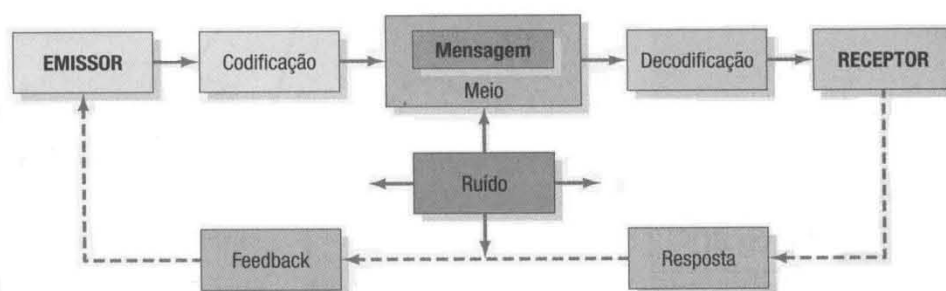 EMISSOR
Codificação
Mensagem
Meio
Decodificação
RECEPTOR
Ruído
Feedback
Resposta